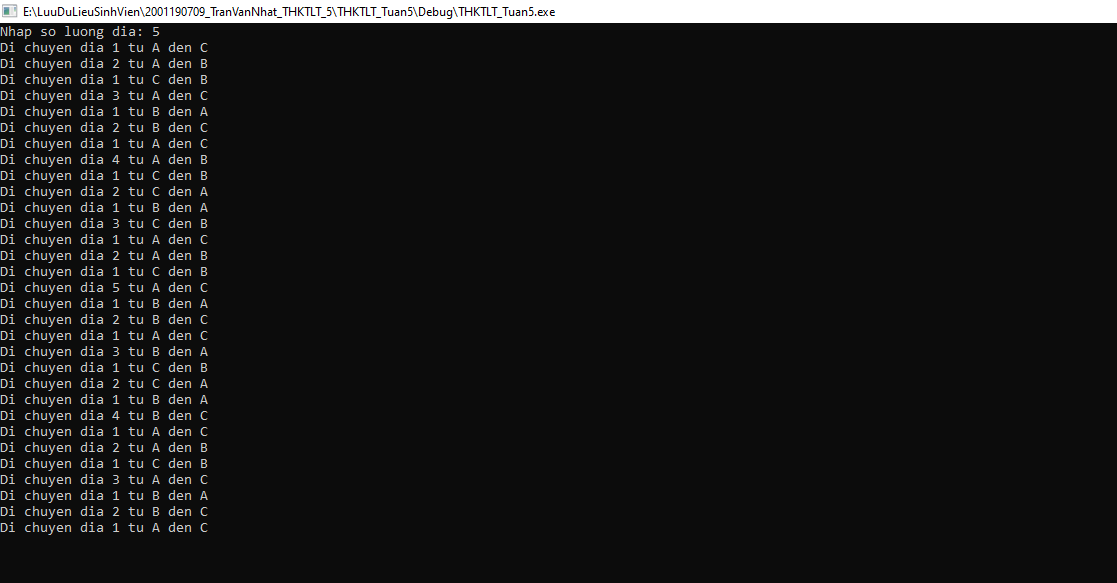 E:\LuuDuLieuSinhVien\2001190709_TranVanNhat_THKTLT_5\THKTLT_Tuan5\Debug\THKTLT_Tuan5.exe
Nhap so luong dia: 5
Di chuyen dia 1 tu A den C
Di chuyen dia 2 tu A den B
Di chuyen dia 1 tu C den B
Di chuyen dia 3 tu A den C
Di chuyen dia 1 tu B den A
Di chuyen dia 2 tu B den C
Di chuyen dia 1 tu A den C
Di chuyen dia 4 tu A den B
Di chuyen dia 1 tu C den B
Di chuyen dia 2 tu C den A
Di chuyen dia 1 tu B den A
Di chuyen dia 3 tu C den B
Di chuyen dia 1 tu A den C
Di chuyen dia 2 tu A den B
Di chuyen dia 1 tu C den B
Di chuyen dia 5 tu A den C
Di chuyen dia 1 tu B den A
Di chuyen dia 2 tu B den C
Di chuyen dia 1 tu A den C
Di chuyen dia 3 tu B den A
Di chuyen dia 1 tu C den B
Di chuyen dia 2 tu C den A
Di chuyen dia 1 tu B den A
Di chuyen dia 4 tu B den C
Di chuyen dia 1 tu A den C
Di chuyen dia 2 tu A den B
Di chuyen dia 1 tu C den B
Di chuyen dia 3 tu A den C
Di chuyen dia 1 tu B den A
Di chuyen dia 2 tu B den C
Di chuyen dia 1 tu A den C